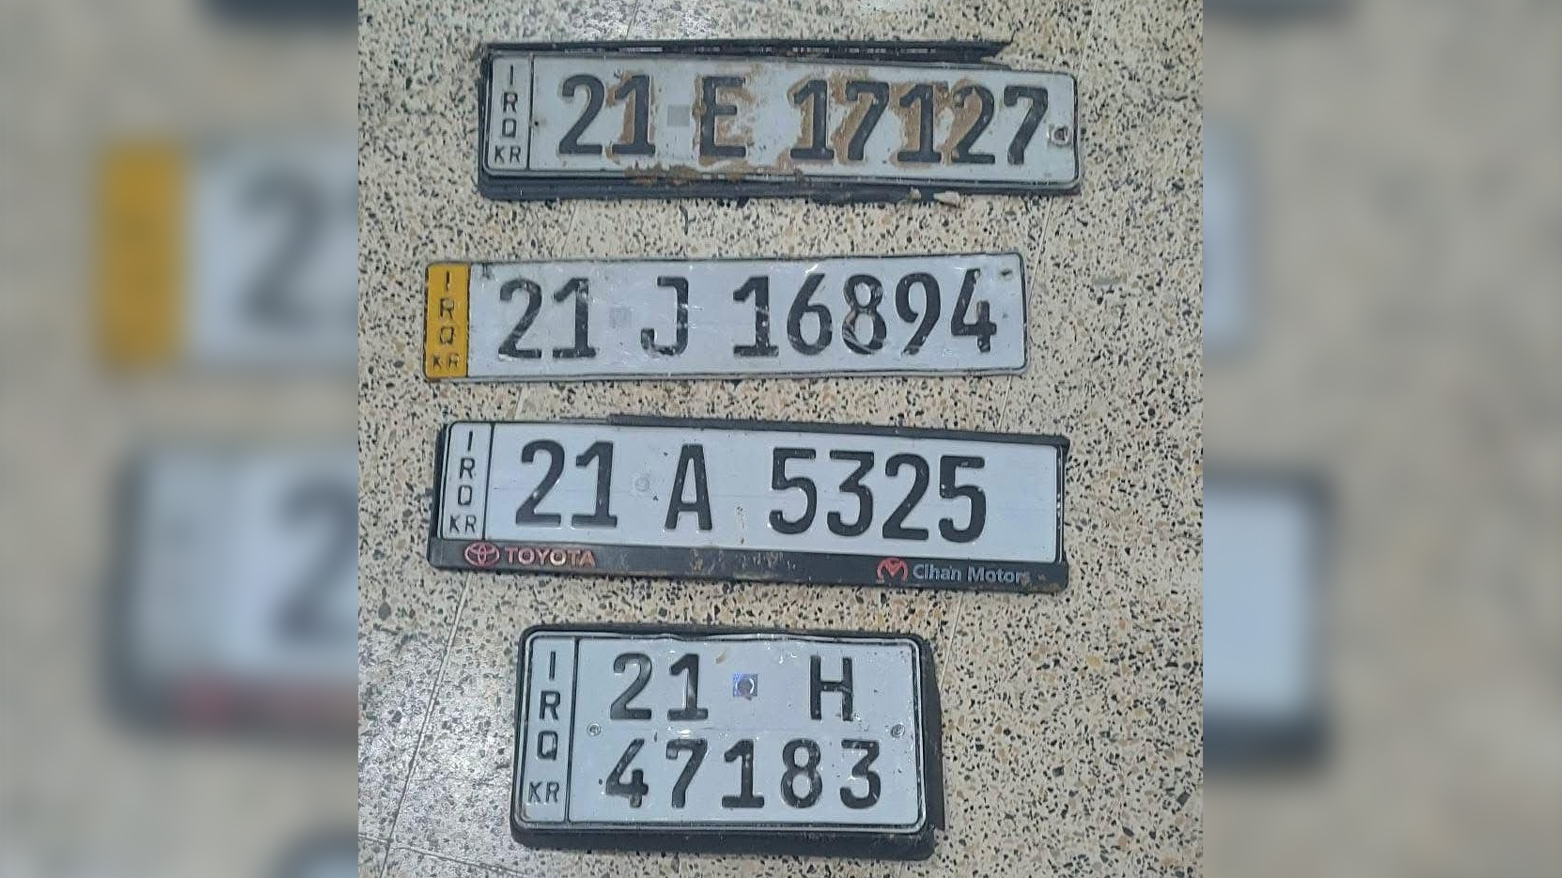 IRQ KR 21 E 17127
IRQ KR 21 J 16894
IRQ KR 21 A 5325
TOYOTA Cihan Motors
IRQ KR 21 H
47183